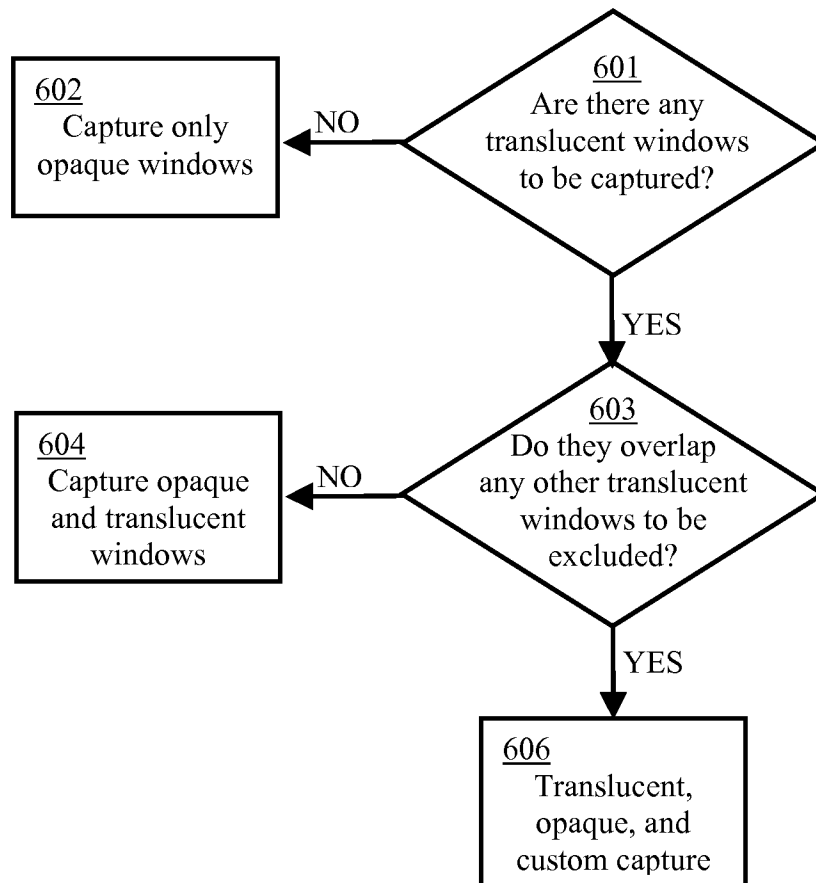 601
Are there any
translucent windows
to be captured?
NO
602
Capture only
opaque windows
YES
603
Do they overlap
any other translucent
windows to be
excluded?
NO
604
Capture opaque
and translucent
windows
YES
606
Translucent,
opaque, and
custom capture